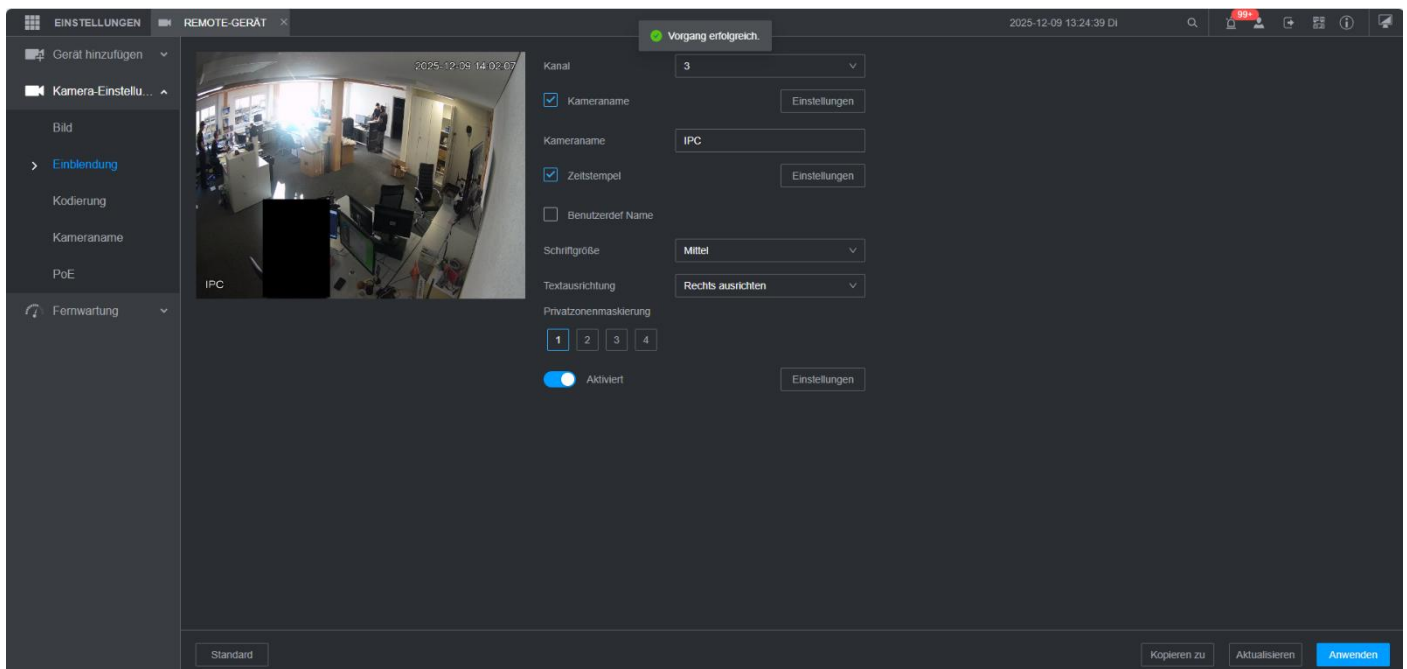 EINSTELLUNGEN REMOTE-GERÄT × 2025-12-09 13:24:39 Di 99+
Vorgang erfolgreich.
Gerät hinzufügen
Kamera-Einstellu...
Bild
Einblendung
Kodierung
Kameraname
PoE
Fernwartung
2025-12-09 14:02:07
IPC
Kanal 3
Kameraname Einstellungen
Kameraname IPC
Zeitstempel Einstellungen
Benutzerdef Name
Schriftgröße Mittel
Textausrichtung Rechts ausrichten
Privatzonenmaskierung
1 2 3 4
Aktiviert Einstellungen
Standard Kopieren zu Aktualisieren Anwenden